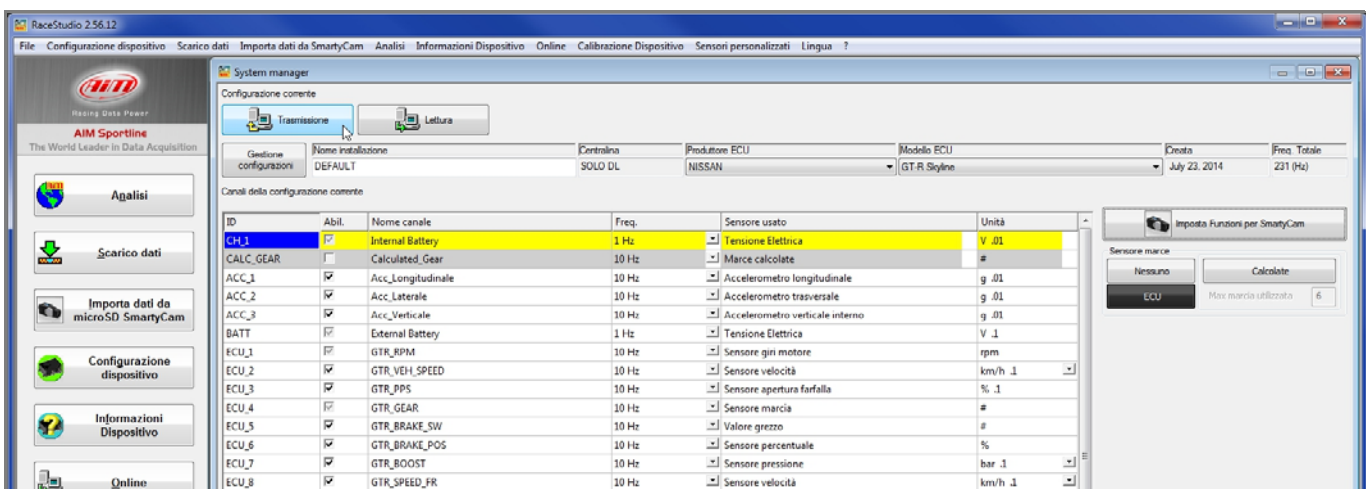 RaceStudio 2.56.12
File Configurazione dispositivo Scarico dati Importa dati da SmartyCam Analisi Informazioni Dispositivo Online Calibrazione Dispositivo Sensori personalizzati Lingua ?
AiM
Racing Data Power
AIM Sportline
The World Leader in Data Acquisition
Analisi
Scarico dati
Importa dati da
microSD SmartyCam
Configurazione
dispositivo
Informazioni
Dispositivo
Online
System manager
Configurazione corrente
Trasmissione Lettura
Gestione
configurazioni
Nome installazione Centralina Produttore ECU Modello ECU Creata Freq. Totale
DEFAULT SOLO DL NISSAN GT-R Skyline July 23, 2014 231 (Hz)
Canali della configurazione corrente
ID Abil. Nome canale Freq. Sensore usato Unità
CH_1 Internal Battery 1 Hz Tensione Elettrica V .01
CALC_GEAR Calculated_Gear 10 Hz Marce calcolate #
ACC_1 Acc_Longitudinale 10 Hz Accelerometro longitudinale g .01
ACC_2 Acc_Laterale 10 Hz Accelerometro trasversale g .01
ACC_3 Acc_Verticale 10 Hz Accelerometro verticale interno g .01
BATT External Battery 1 Hz Tensione Elettrica V .1
ECU_1 GTR_RPM 10 Hz Sensore giri motore rpm
ECU_2 GTR_VEH_SPEED 10 Hz Sensore velocità km/h .1
ECU_3 GTR_PPS 10 Hz Sensore apertura farfalla % .1
ECU_4 GTR_GEAR 10 Hz Sensore marcia #
ECU_5 GTR_BRAKE_SW 10 Hz Valore grezzo #
ECU_6 GTR_BRAKE_POS 10 Hz Sensore percentuale %
ECU_7 GTR_BOOST 10 Hz Sensore pressione bar .1
ECU_8 GTR_SPEED_FR 10 Hz Sensore velocità km/h .1
Imposta Funzioni per SmartyCam
Sensore marce
Nessuno Calcolate
ECU Max marcia utilizzata 6